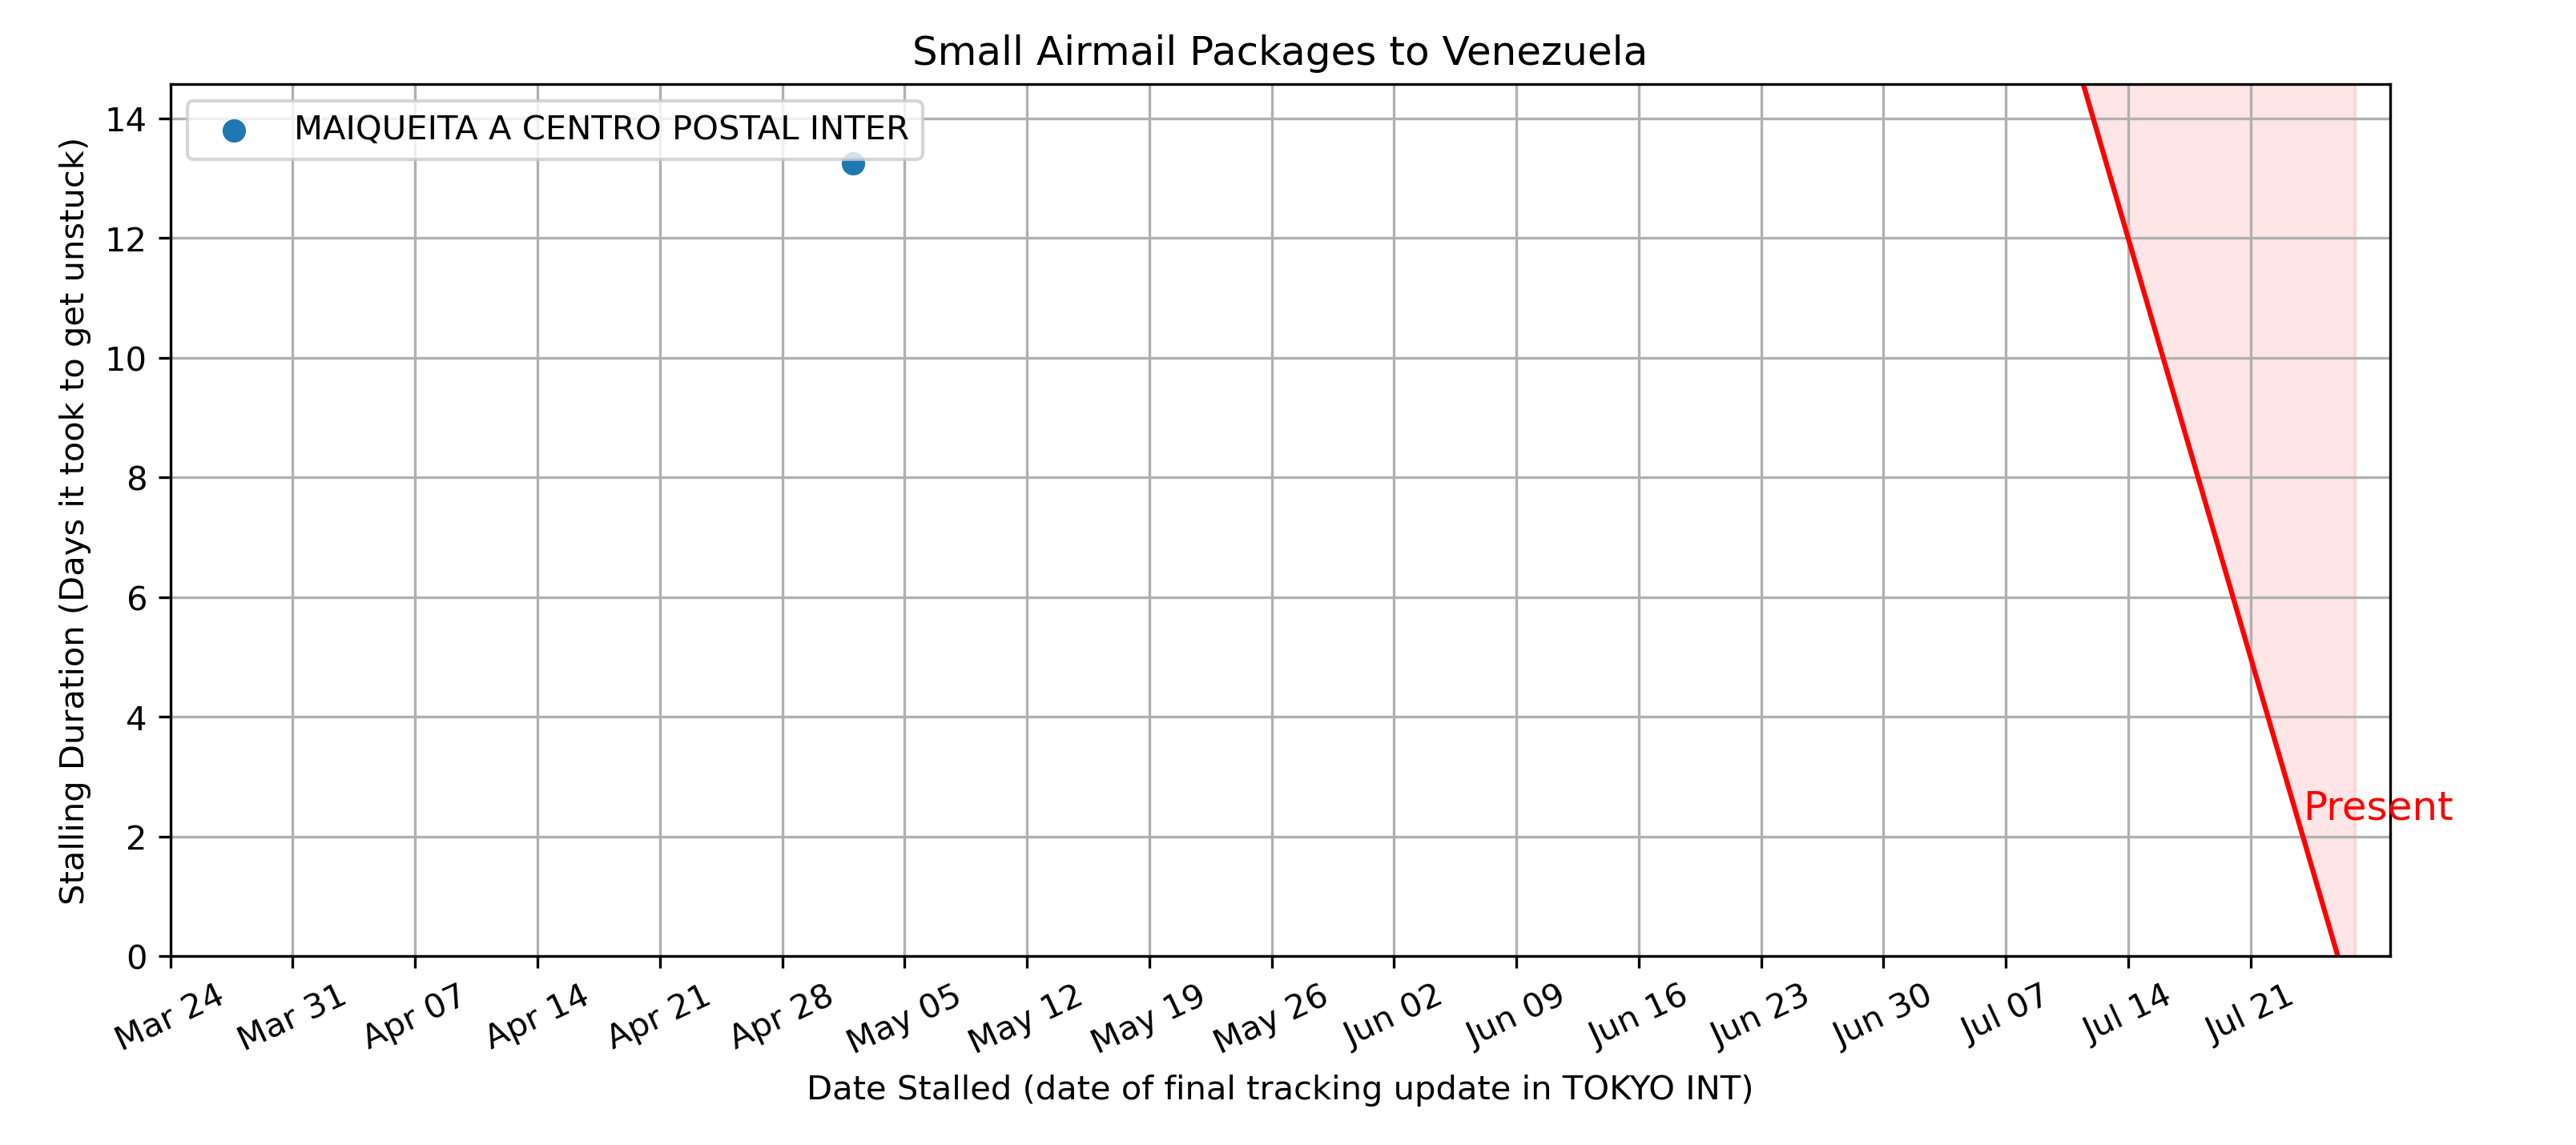 Small Airmail Packages to Venezuela
MAIQUEITA A CENTRO POSTAL INTER
Stalling Duration (Days it took to get unstuck)
14
12
10
8
6
4
2
0
Present
Mar 24
Mar 31
Apr 07
Apr 14
Apr 21
Apr 28
May 05
May 12
May 19
May 26
Jun 02
Jun 09
Jun 16
Jun 23
Jun 30
Jul 07
Jul 14
Jul 21
Date Stalled (date of final tracking update in TOKYO INT)